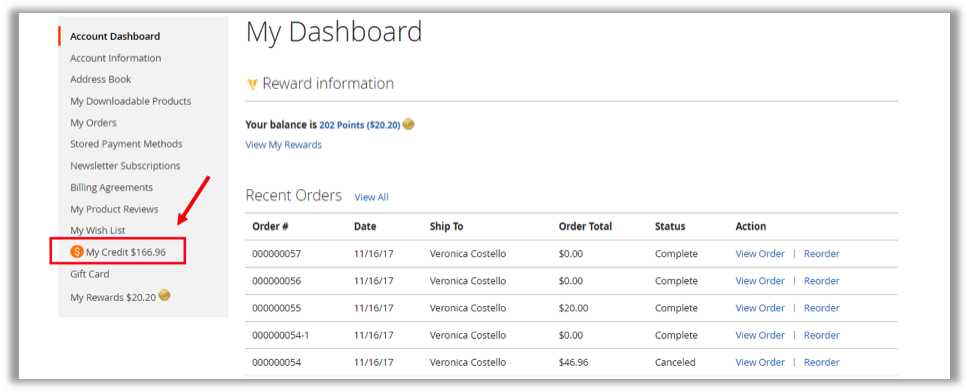 My Dashboard
Account Dashboard
Account Information
Address Book
My Downloadable Products
My Orders
Stored Payment Methods
Newsletter Subscriptions
Billing Agreements
My Product Reviews
My Wish List
My Credit $166.96
Gift Card
My Rewards $20.20
Reward information
Your balance is 202 Points ($20.20)
View My Rewards
Recent Orders View All
Order # Date Ship To Order Total Status Action
000000057 11/16/17 Veronica Costello $0.00 Complete View Order | Reorder
000000056 11/16/17 Veronica Costello $0.00 Complete View Order | Reorder
000000055 11/16/17 Veronica Costello $20.00 Complete View Order | Reorder
000000054-1 11/16/17 Veronica Costello $0.00 Complete View Order | Reorder
000000054 11/16/17 Veronica Costello $46.96 Canceled View Order | Reorder